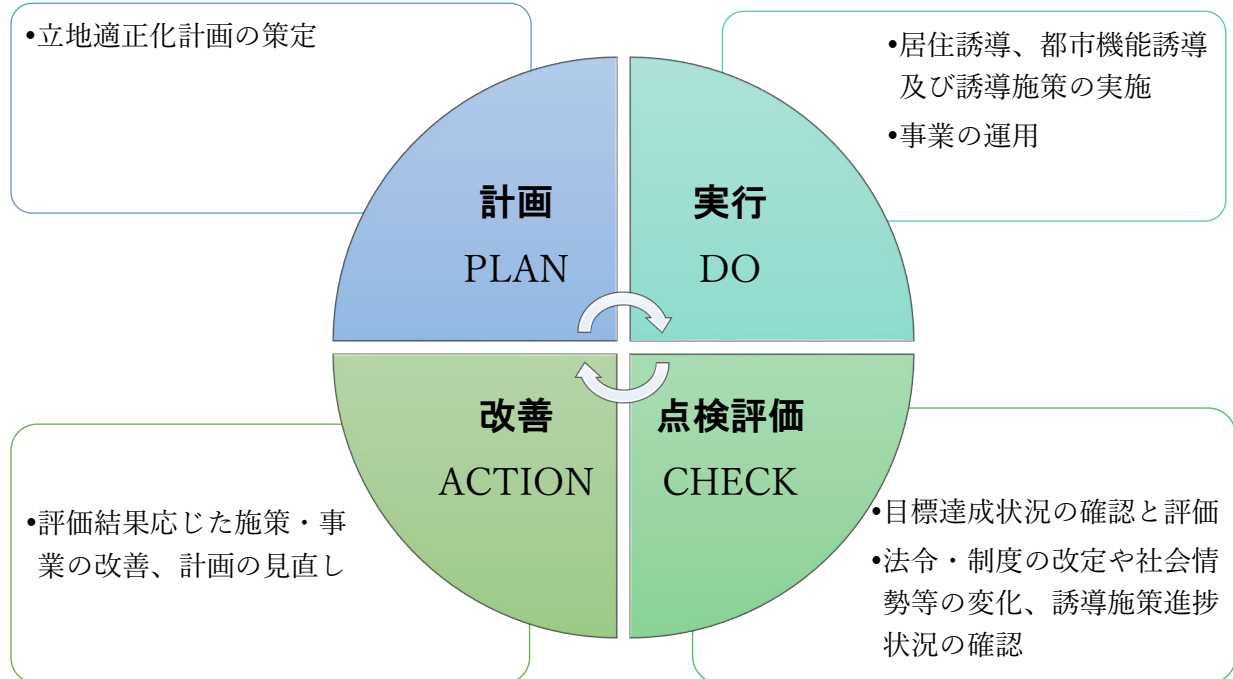 •立地適正化計画の策定
•居住誘導、都市機能誘導
及び誘導施策の実施
•事業の運用
計画
PLAN
実行
DO
改善
ACTION
点検評価
CHECK
•評価結果応じた施策・事
業の改善、計画の見直し
•目標達成状況の確認と評価
•法令・制度の改定や社会情
勢等の変化、誘導施策進捗
状況の確認